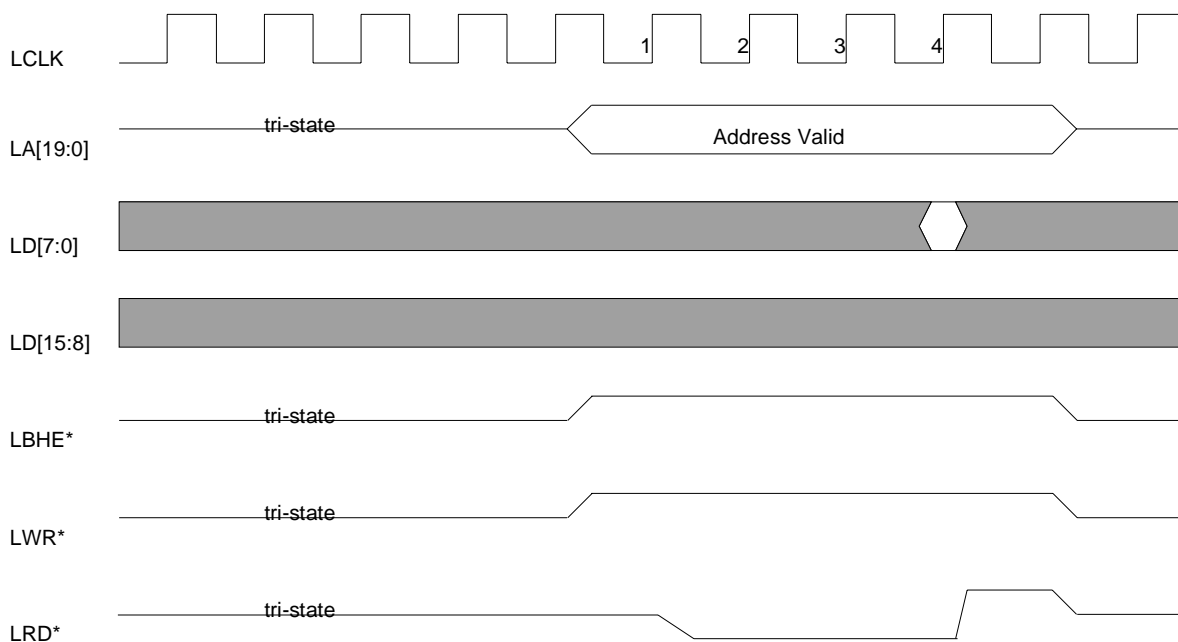 1 2 3 4
LCLK
tri-state
Address Valid
LA[19:0]
LD[7:0]
LD[15:8]
tri-state
LBHE*
tri-state
LWR*
tri-state
LRD*